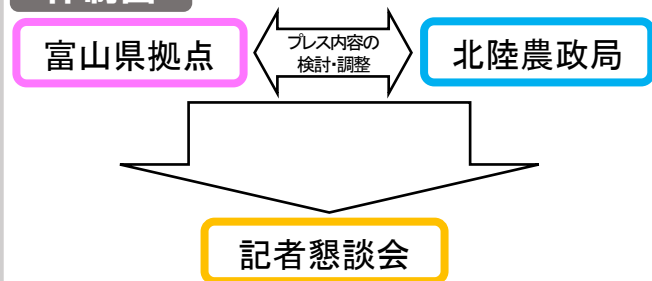 富山県拠点
プレス内容の
検討・調整
北陸農政局
記者懇談会